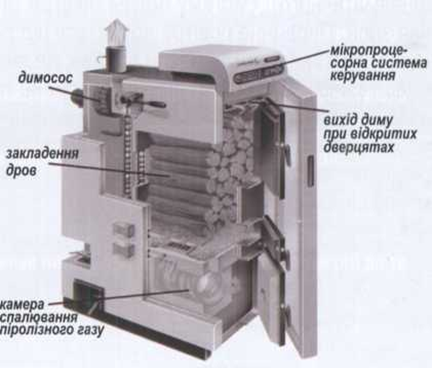 мікропроце-
сорна система
керування
димосос
вихід диму
при відкритих
дверцятах
закладення
дров
камера
спалювання
піролізного газу